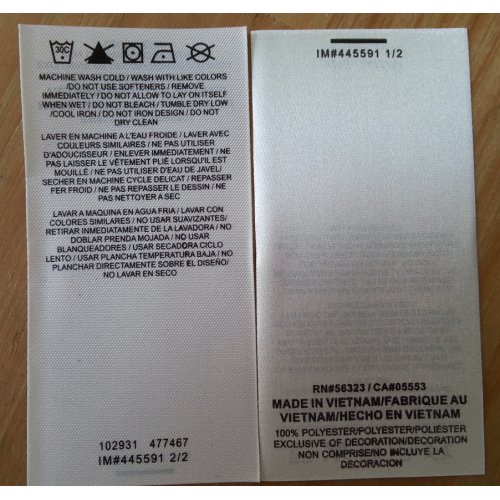 30C
MACHINE WASH COLD / WASH WITH LIKE COLORS
/DO NOT USE SOFTENERS / REMOVE
IMMEDIATELY / DO NOT ALLOW TO LAY ON ITSELF
WHEN WET / DO NOT BLEACH / TUMBLE DRY LOW
/COOL IRON / DO NOT IRON DESIGN / DO NOT
DRY CLEAN
LAVER EN MACHINE A L'EAU FROIDE / LAVER AVEC
COULEURS SIMILAIRES / NE PAS UTILISER
D'ADOUCISSEUR / ENLEVER IMMEDIATEMENT / NE
PAS LAISSER LE VÊTEMENT PLIÉ LORSQU'IL EST
MOUILLÉ / NE PAS UTILISER D'EAU DE JAVEL/
SECHER EN MACHINE CYCLE DELICAT / REPASSER
FER FROID / NE PAS REPASSER LE DESSIN / NE
PAS NETTOYER A SEC
LAVAR A MAQUINA EN AGUA FRIA / LAVAR CON
COLORES SIMILARES / NO USAR SUAVIZANTES/
RETIRAR INMEDIATAMENTE DE LA LAVADORA / NO
DOBLAR PRENDA MOJADA / NO USAR
BLANQUEADORES / USAR SECADORA CICLO
LENTO / USAR PLANCHA TEMPERATURA BAJA / NO
PLANCHAR DIRECTAMENTE SOBRE EL DISEÑO/
NO LAVAR EN SECO
102931 477467
IM#445591 2/2
IM#445591 1/2
RN#56323 / CA#05553
MADE IN VIETNAM/FABRIQUE AU
VIETNAM/HECHO EN VIETNAM
100% POLYESTER/POLYESTER/POLIESTER
EXCLUSIVE OF DECORATION/DECORATION
NON COMPRISE/NO INCLUYE LA
DECORACION